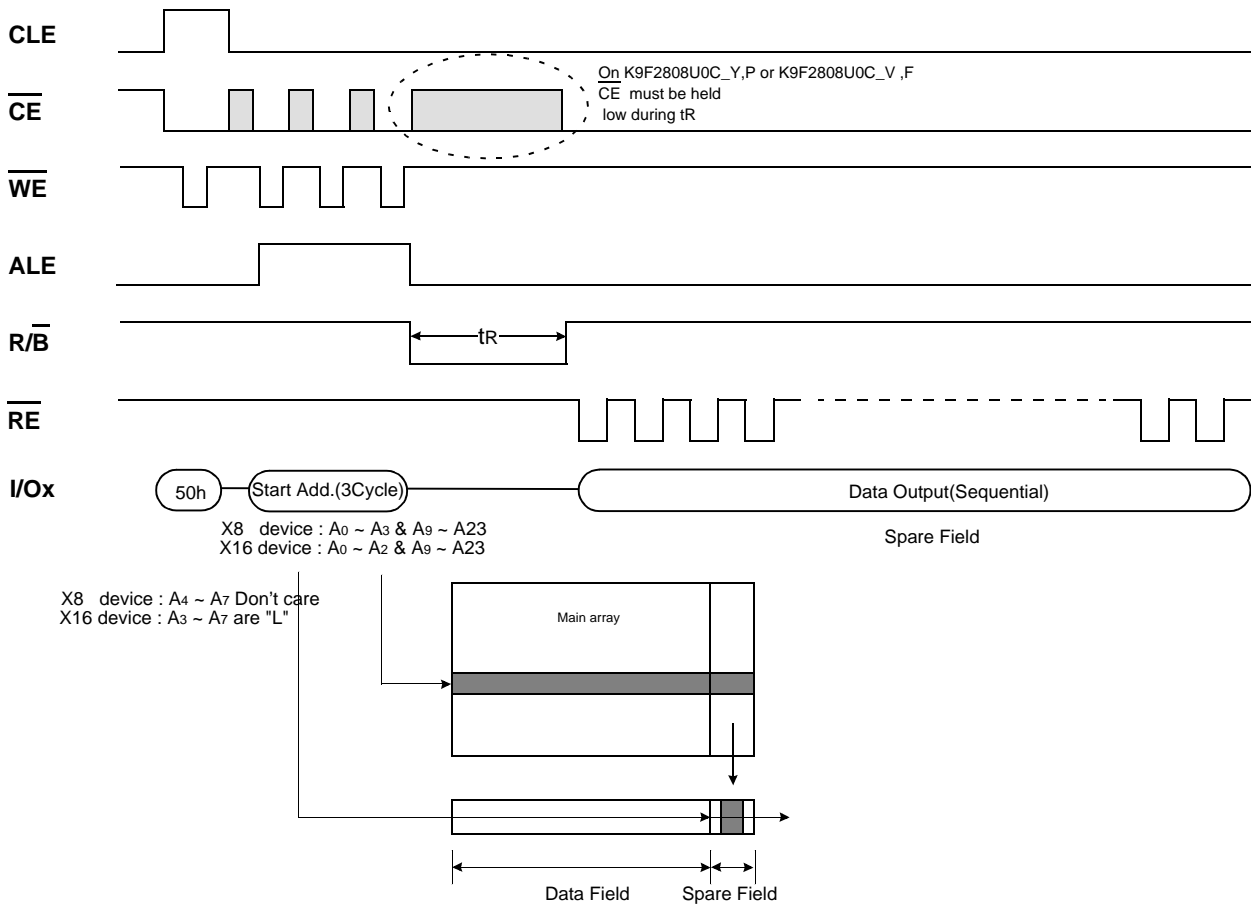 CLE
On K9F2808U0C_Y,P or K9F2808U0C_V ,F
CE must be held
low during tR
CE
WE
ALE
R/B
tR
RE
I/Ox
50h
Start Add.(3Cycle)
Data Output(Sequential)
X8 device : A0 ~ A3 & A9 ~ A23
X16 device : A0 ~ A2 & A9 ~ A23
Spare Field
X8 device : A4 ~ A7 Don't care
X16 device : A3 ~ A7 are "L"
Main array
Data Field
Spare Field